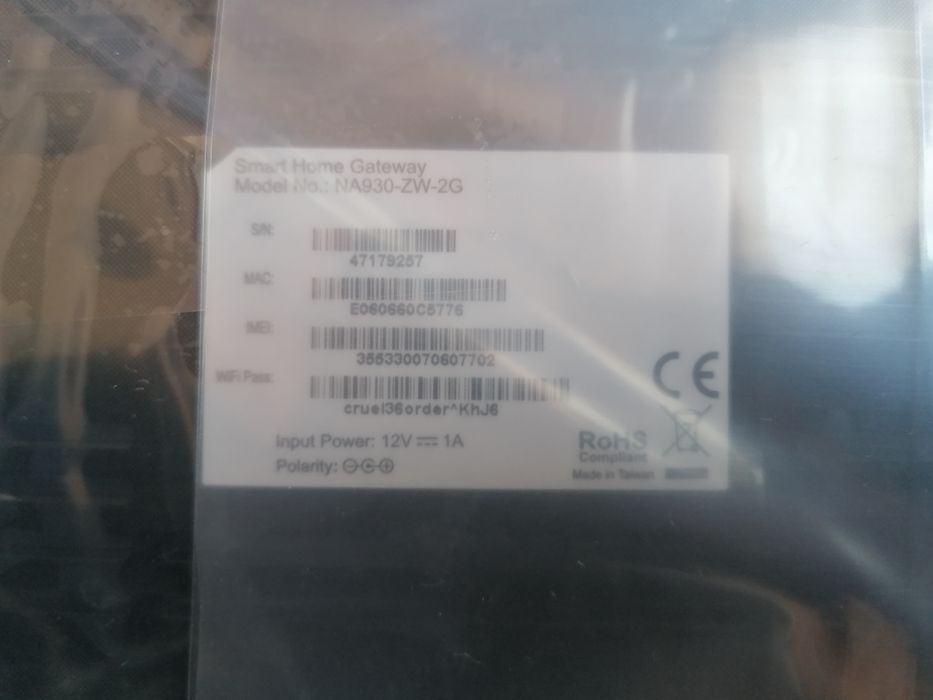 Smart Home Gateway
Model No.: NA930-ZW-2G
S/N:
47179257
MAC:
E060660C5776
IMEI:
355330070607702
WiFi Pass:
cruel36order^KhJ6
Input Power: 12V ⎓ 1A
Polarity:
CE
RoHS
Compliant
Made in Taiwan